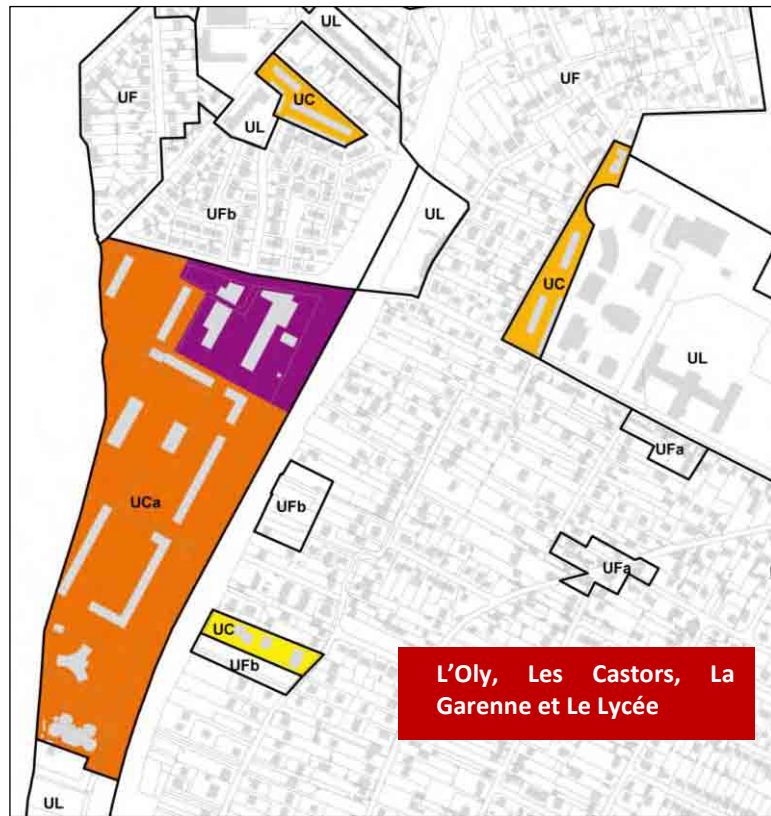 UL
UF
UF
UC
UL
UFb
UL
UC
UL
UCa
UFa
UFb
UFa
UC
UFb
L'Oly, Les Castors, La
Garenne et Le Lycée
UL